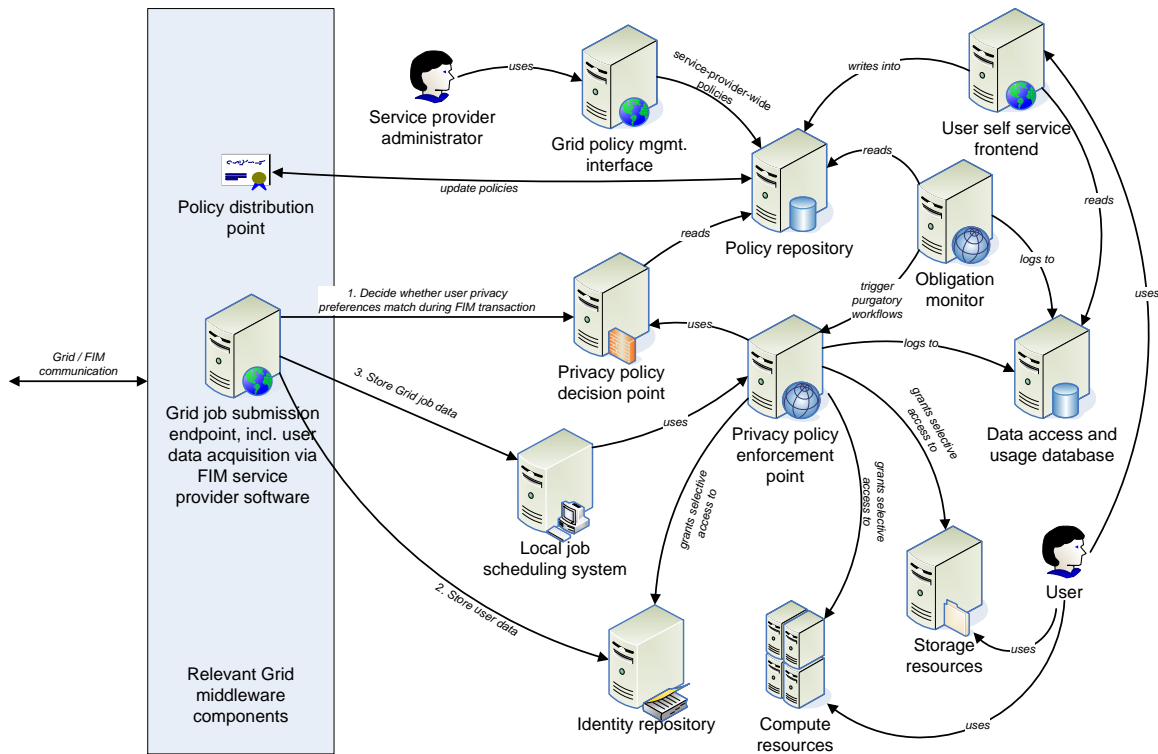 uses
service-provider-wide
policies
writes into
Service provider
administrator
Grid policy mgmt.
interface
User self service
frontend
reads
update policies
Policy distribution
point
Policy repository
reads
reads
Obligation
monitor
logs to
trigger
purgatory
workflows
uses
1. Decide whether user privacy
preferences match during FIM transaction
uses
logs to
Grid / FIM
communication
Privacy policy
decision point
3. Store Grid job data
Grid job submission
endpoint, incl. user
data acquisition via
FIM service
provider software
uses
Privacy policy
enforcement
point
Data access and
usage database
grants selective
access to
grants selective
access to
grants selective
access to
Local job
scheduling system
User
2. Store user data
Storage
resources
uses
Relevant Grid
middleware
components
Identity repository
Compute
resources
uses